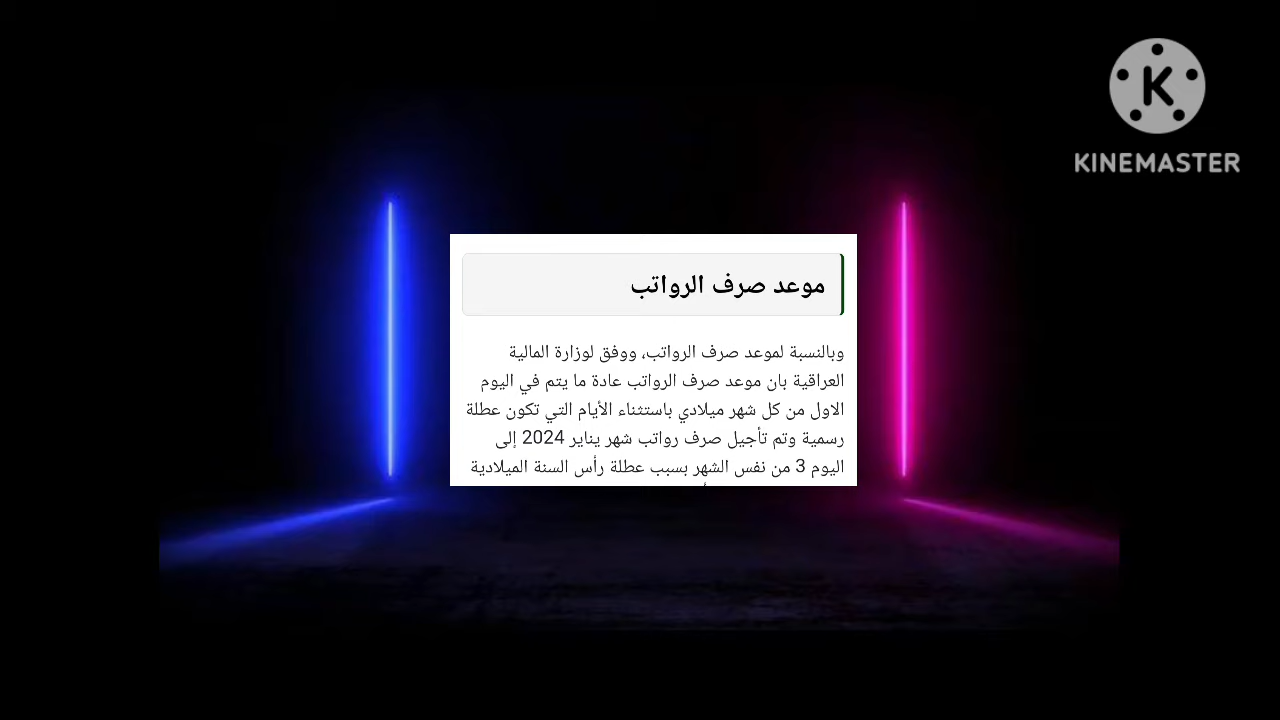 KINEMASTER
موعد صرف الرواتب
وبالنسبة لموعد صرف الرواتب، ووفق لوزارة المالية
العراقية بان موعد صرف الرواتب عادة ما يتم في اليوم
الاول من كل شهر ميلادي باستثناء الأيام التي تكون عطلة
رسمية وتم تأجيل صرف رواتب شهر يناير 2024 إلى
اليوم 3 من نفس الشهر بسبب عطلة رأس السنة الميلادية